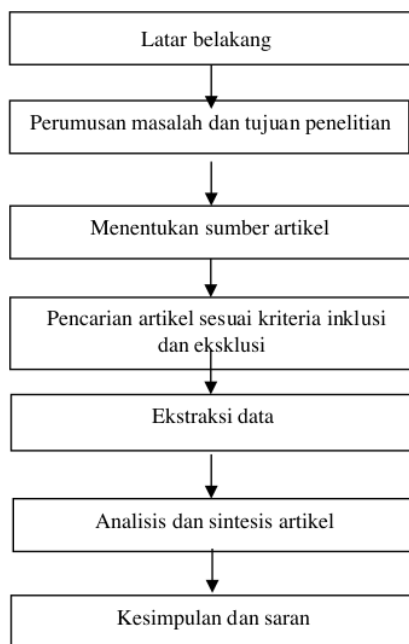 Latar belakang
Perumusan masalah dan tujuan penelitian
Menentukan sumber artikel
Pencarian artikel sesuai kriteria inklusi
dan eksklusi
Ekstraksi data
Analisis dan sintesis artikel
Kesimpulan dan saran